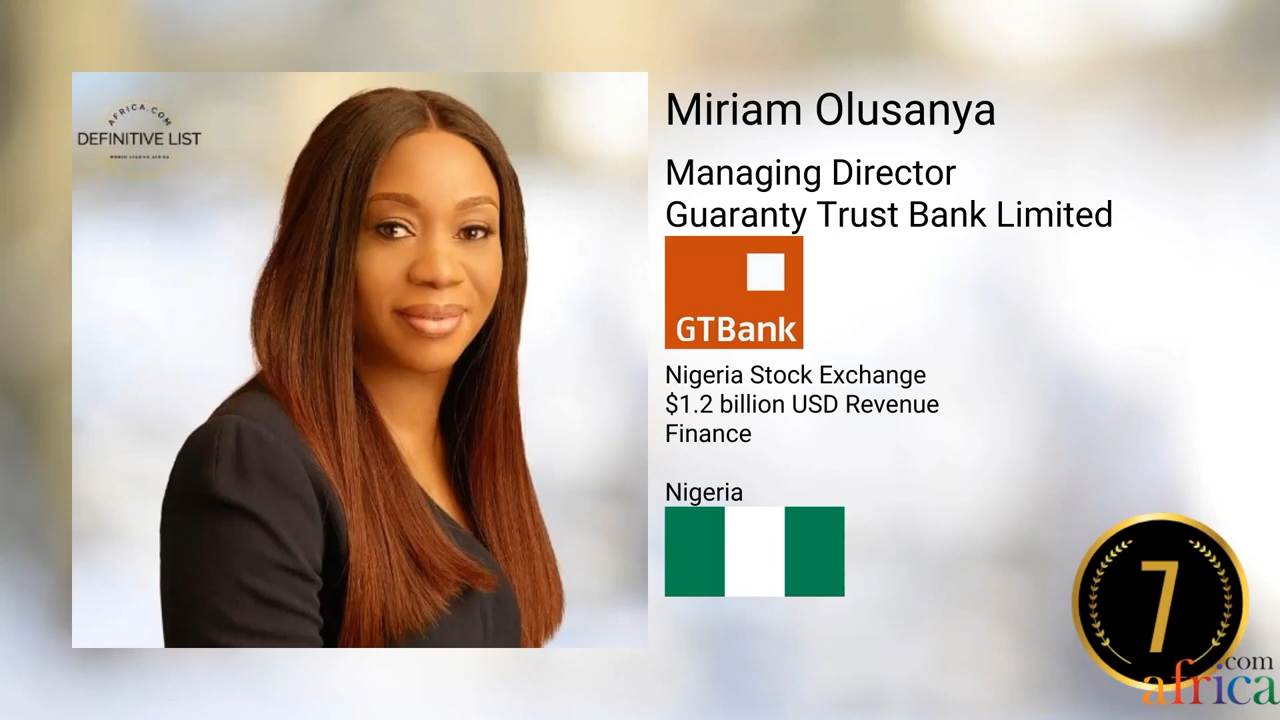 AFRICA.COM
DEFINITIVE LIST
Miriam Olusanya
Managing Director
Guaranty Trust Bank Limited
GTBank
Nigeria Stock Exchange
$1.2 billion USD Revenue
Finance
Nigeria
7
.com
africa